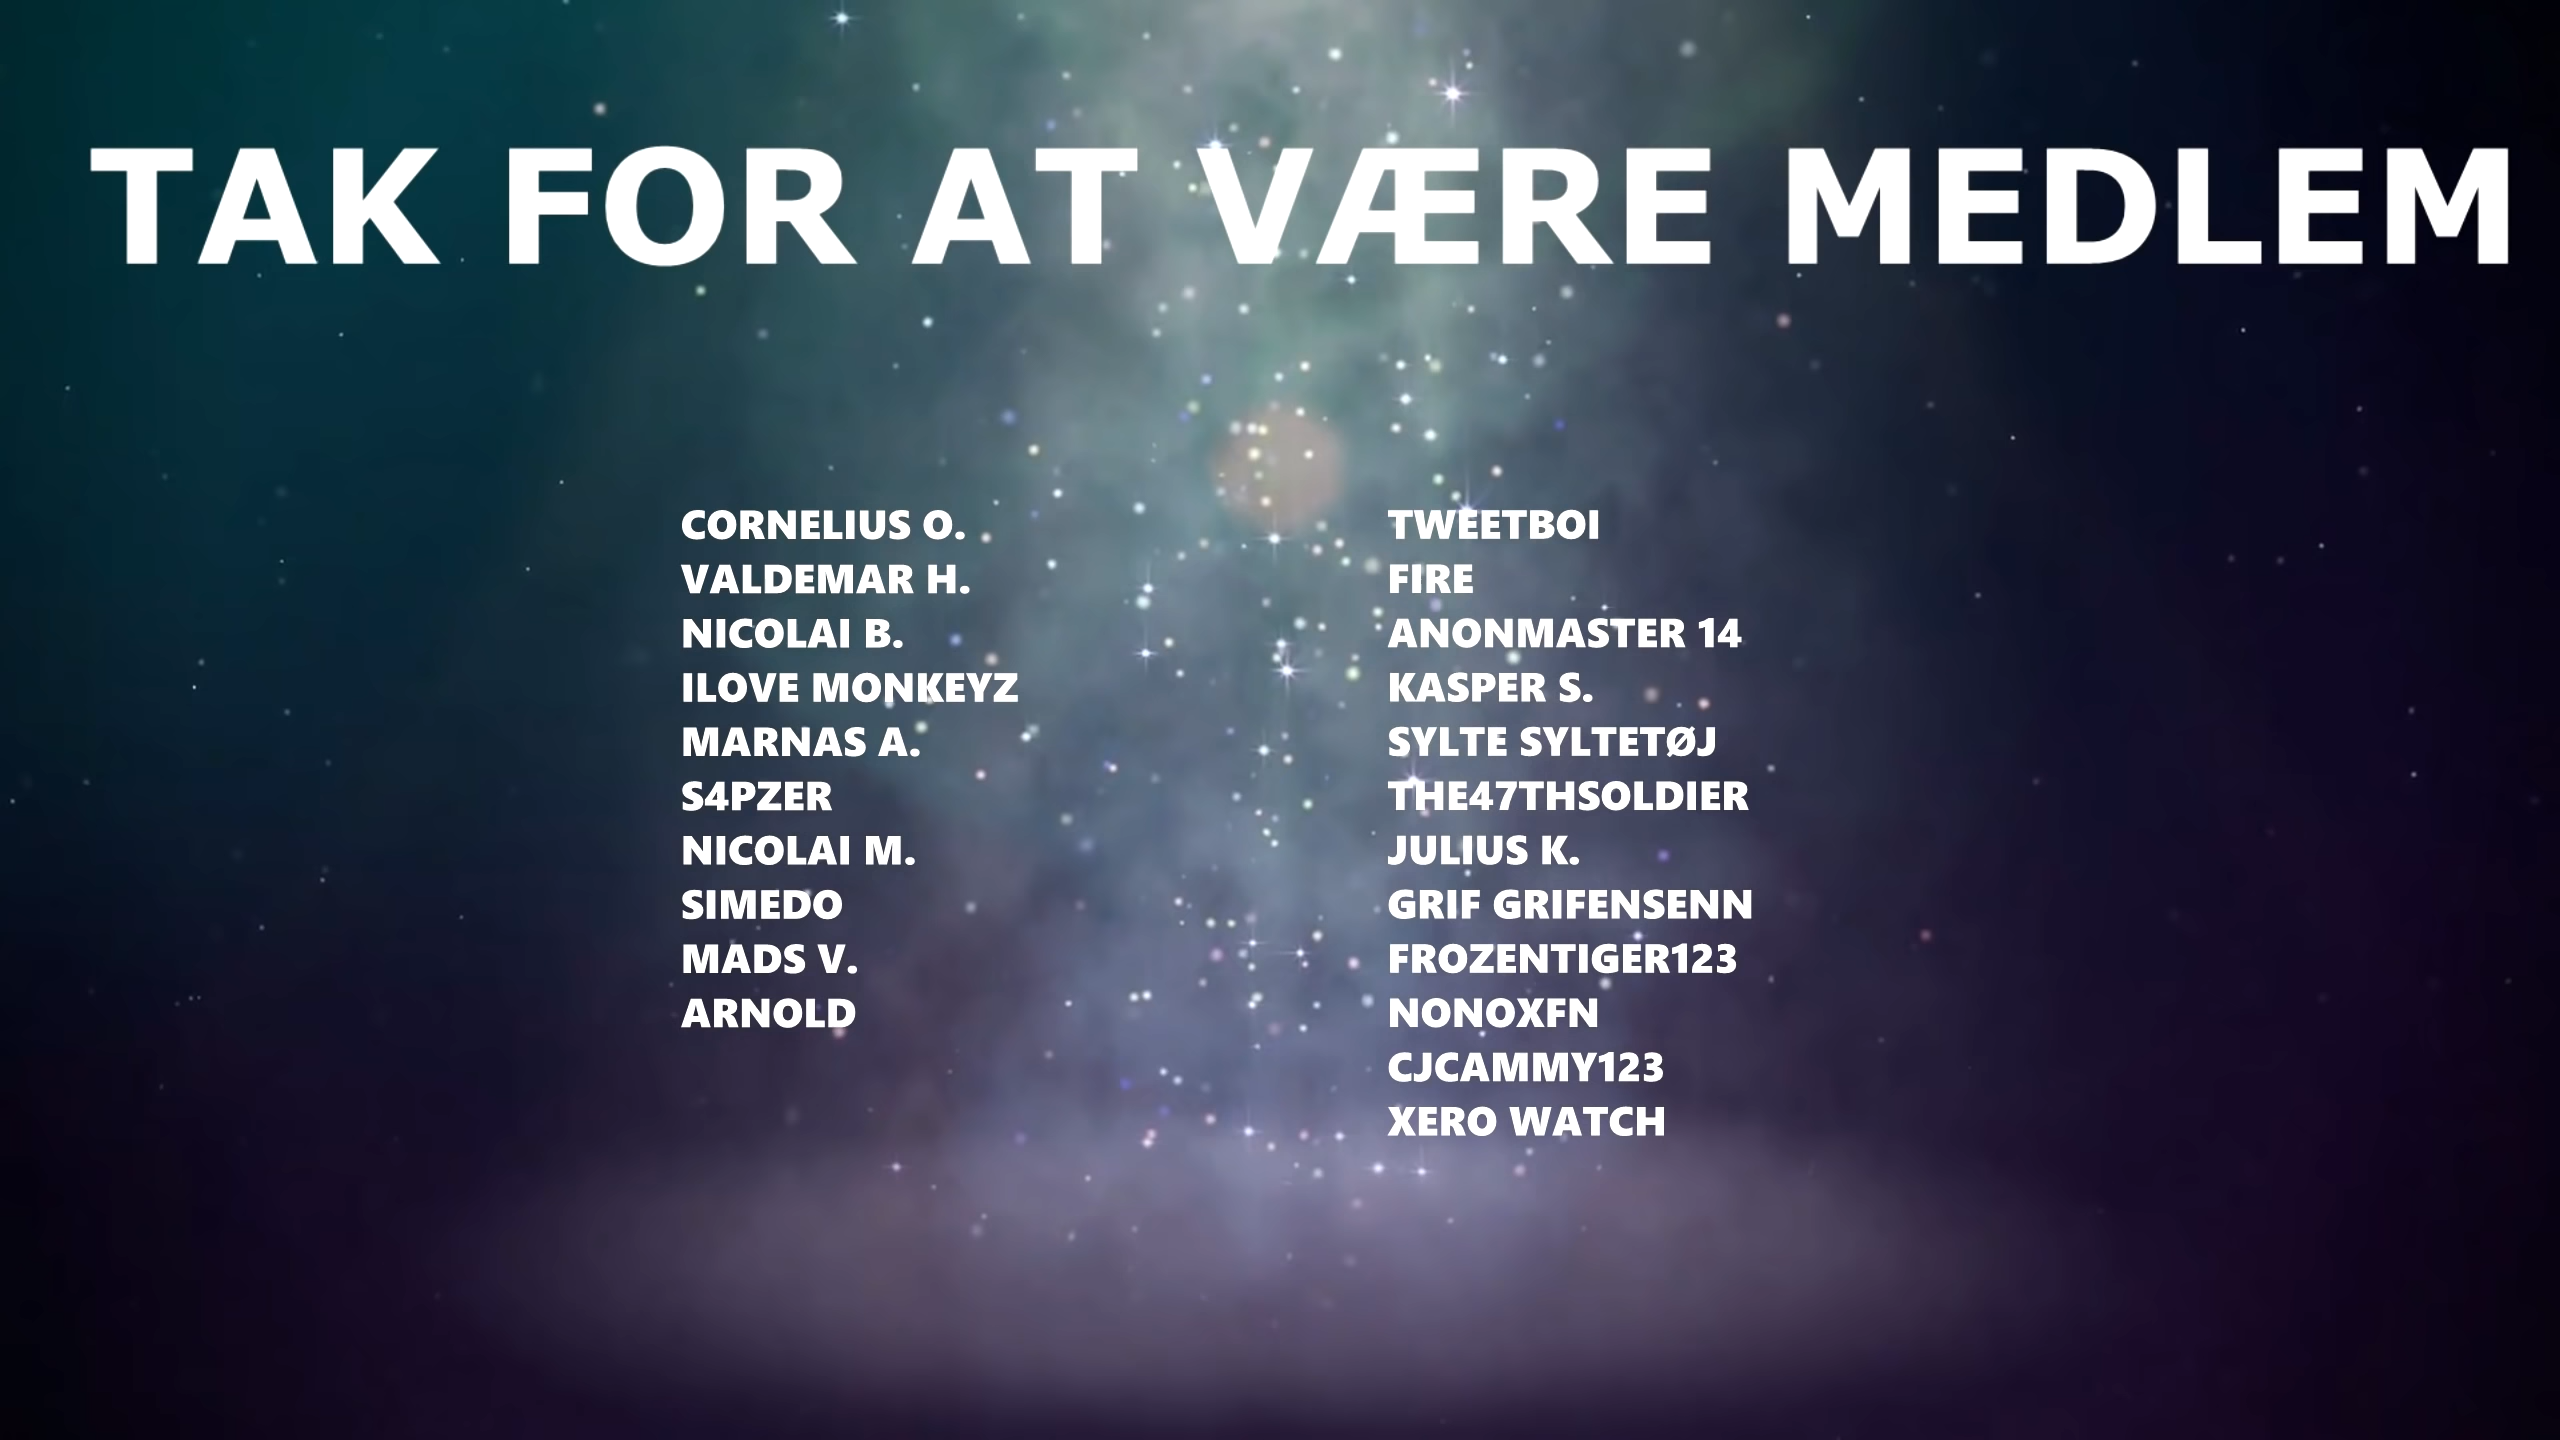 TAK FOR AT VÆRE MEDLEM
CORNELIUS O.
VALDEMAR H.
NICOLAI B.
ILOVE MONKEYZ
MARNAS A.
S4PZER
NICOLAI M.
SIMEDO
MADS V.
ARNOLD
TWEETBOI
FIRE
ANONMASTER 14
KASPER S.
SYLTE SYLTETØJ
THE47THSOLDIER
JULIUS K.
GRIF GRIFENSENN
FROZENTIGER123
NONOXFN
CJCAMMY123
XERO WATCH